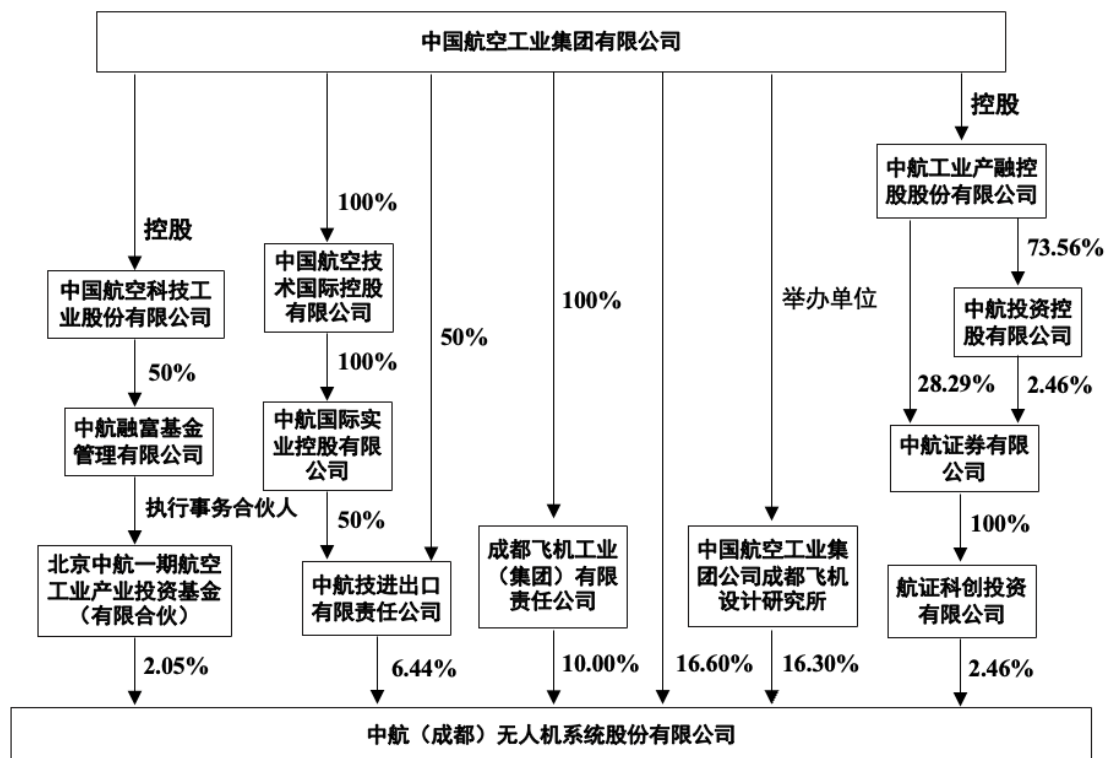 中国航空工业集团有限公司
控股
中航工业产融控
股股份有限公司
100%
控股
73.56%
中国航空技
术国际控股
有限公司
中国航空科技工
业股份有限公司
100%
举办单位
中航投资控
股有限公司
50%
100%
50%
28.29%
2.46%
中航融富基金
管理有限公司
中航国际实
业控股有限
公司
中航证券有限
公司
执行事务合伙人
50%
100%
北京中航一期航空
工业产业投资基金
（有限合伙）
中航技进出口
有限责任公司
成都飞机工业
（集团）有限
责任公司
中国航空工业集
团公司成都飞机
设计研究所
航证科创投资
有限公司
2.05%
6.44%
10.00%
16.60%
16.30%
2.46%
中航（成都）无人机系统股份有限公司